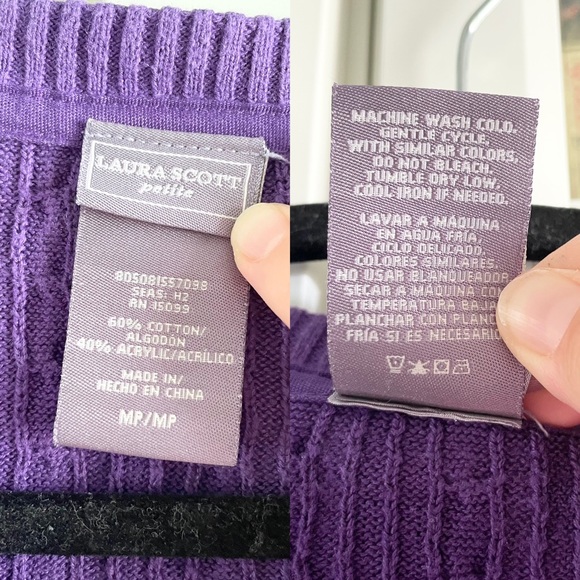 LAURA SCOTT
petite
805081557098
SEAS: H2
RN 35099
60% COTTON/
ALGODÓN
40% ACRYLIC/ACRÍLICO
MADE IN/
HECHO EN CHINA
MP/MP
MACHINE WASH COLD.
GENTLE CYCLE.
WITH SIMILAR COLORS.
DO NOT BLEACH.
TUMBLE DRY LOW.
COOL IRON IF NEEDED.
LAVAR A MÁQUINA
EN AGUA FRÍA.
CICLO DELICADO.
COLORES SIMILARES.
NO USAR BLANQUEADOR
SECAR A MÁQUINA CON
TEMPERATURA BAJA
PLANCHAR CON PLANCH
FRÍA SI ES NECESARIO